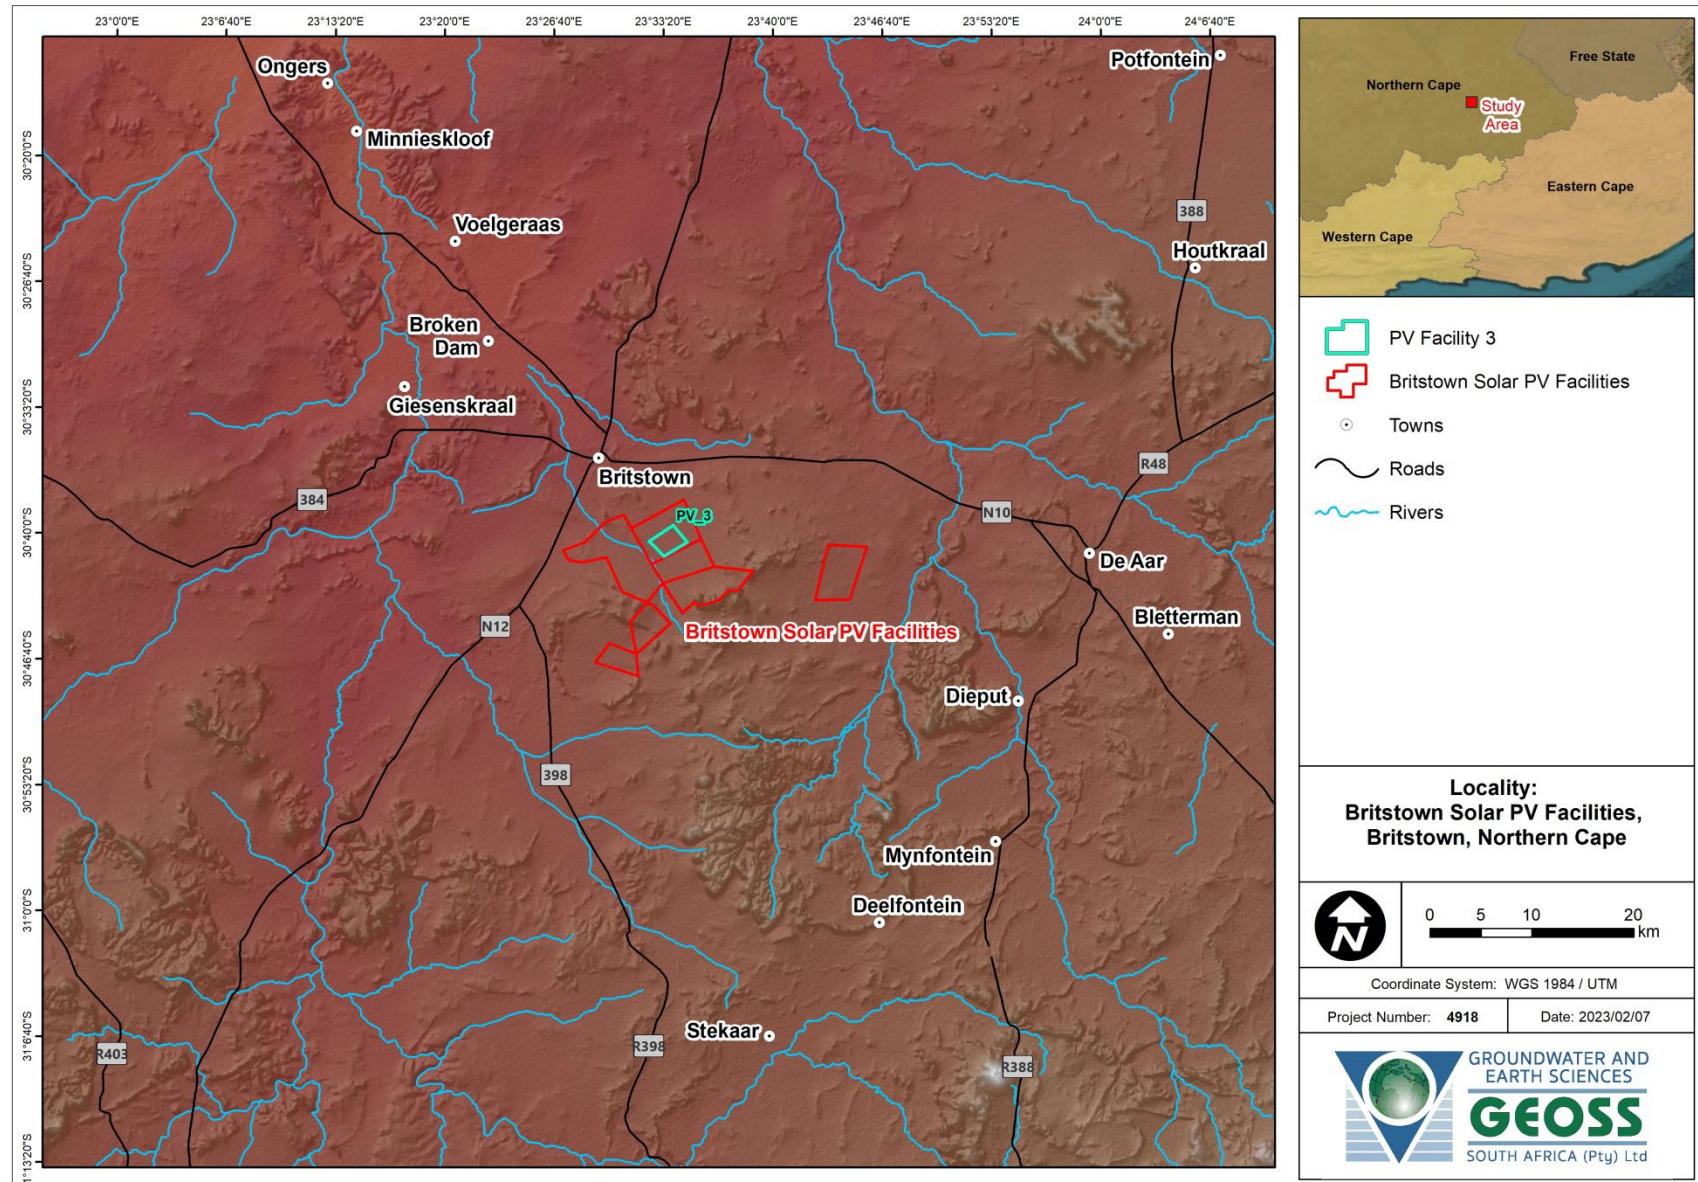 23°0'0"E
23°6'40"E
23°13'20"E
23°20'0"E
23°26'40"E
23°33'20"E
23°40'0"E
23°46'40"E
23°53'20"E
24°0'0"E
24°6'40"E
30°20'0"S
30°26'40"S
30°33'20"S
30°40'0"S
30°46'40"S
30°53'20"S
31°0'0"S
31°6'40"S
1°13'20"S
Ongers
Potfontein
Minnieskloof
388
Voelgeraas
Houtkraal
Broken
Dam
Giesenskraal
Britstown
R48
384
N10
PV_3
De Aar
N12
Bletterman
Britstown Solar PV Facilities
Dieput
398
Mynfontein
Deelfontein
Stekaar
R403
R398
R388
Free State
Northern Cape
Study
Area
Eastern Cape
Western Cape
PV Facility 3
Britstown Solar PV Facilities
Towns
Roads
Rivers
Locality:
Britstown Solar PV Facilities,
Britstown, Northern Cape
N
0 5 10 20
km
Coordinate System: WGS 1984 / UTM
Project Number: 4918
Date: 2023/02/07
GROUNDWATER AND
EARTH SCIENCES
GEOSS
SOUTH AFRICA (Pty) Ltd